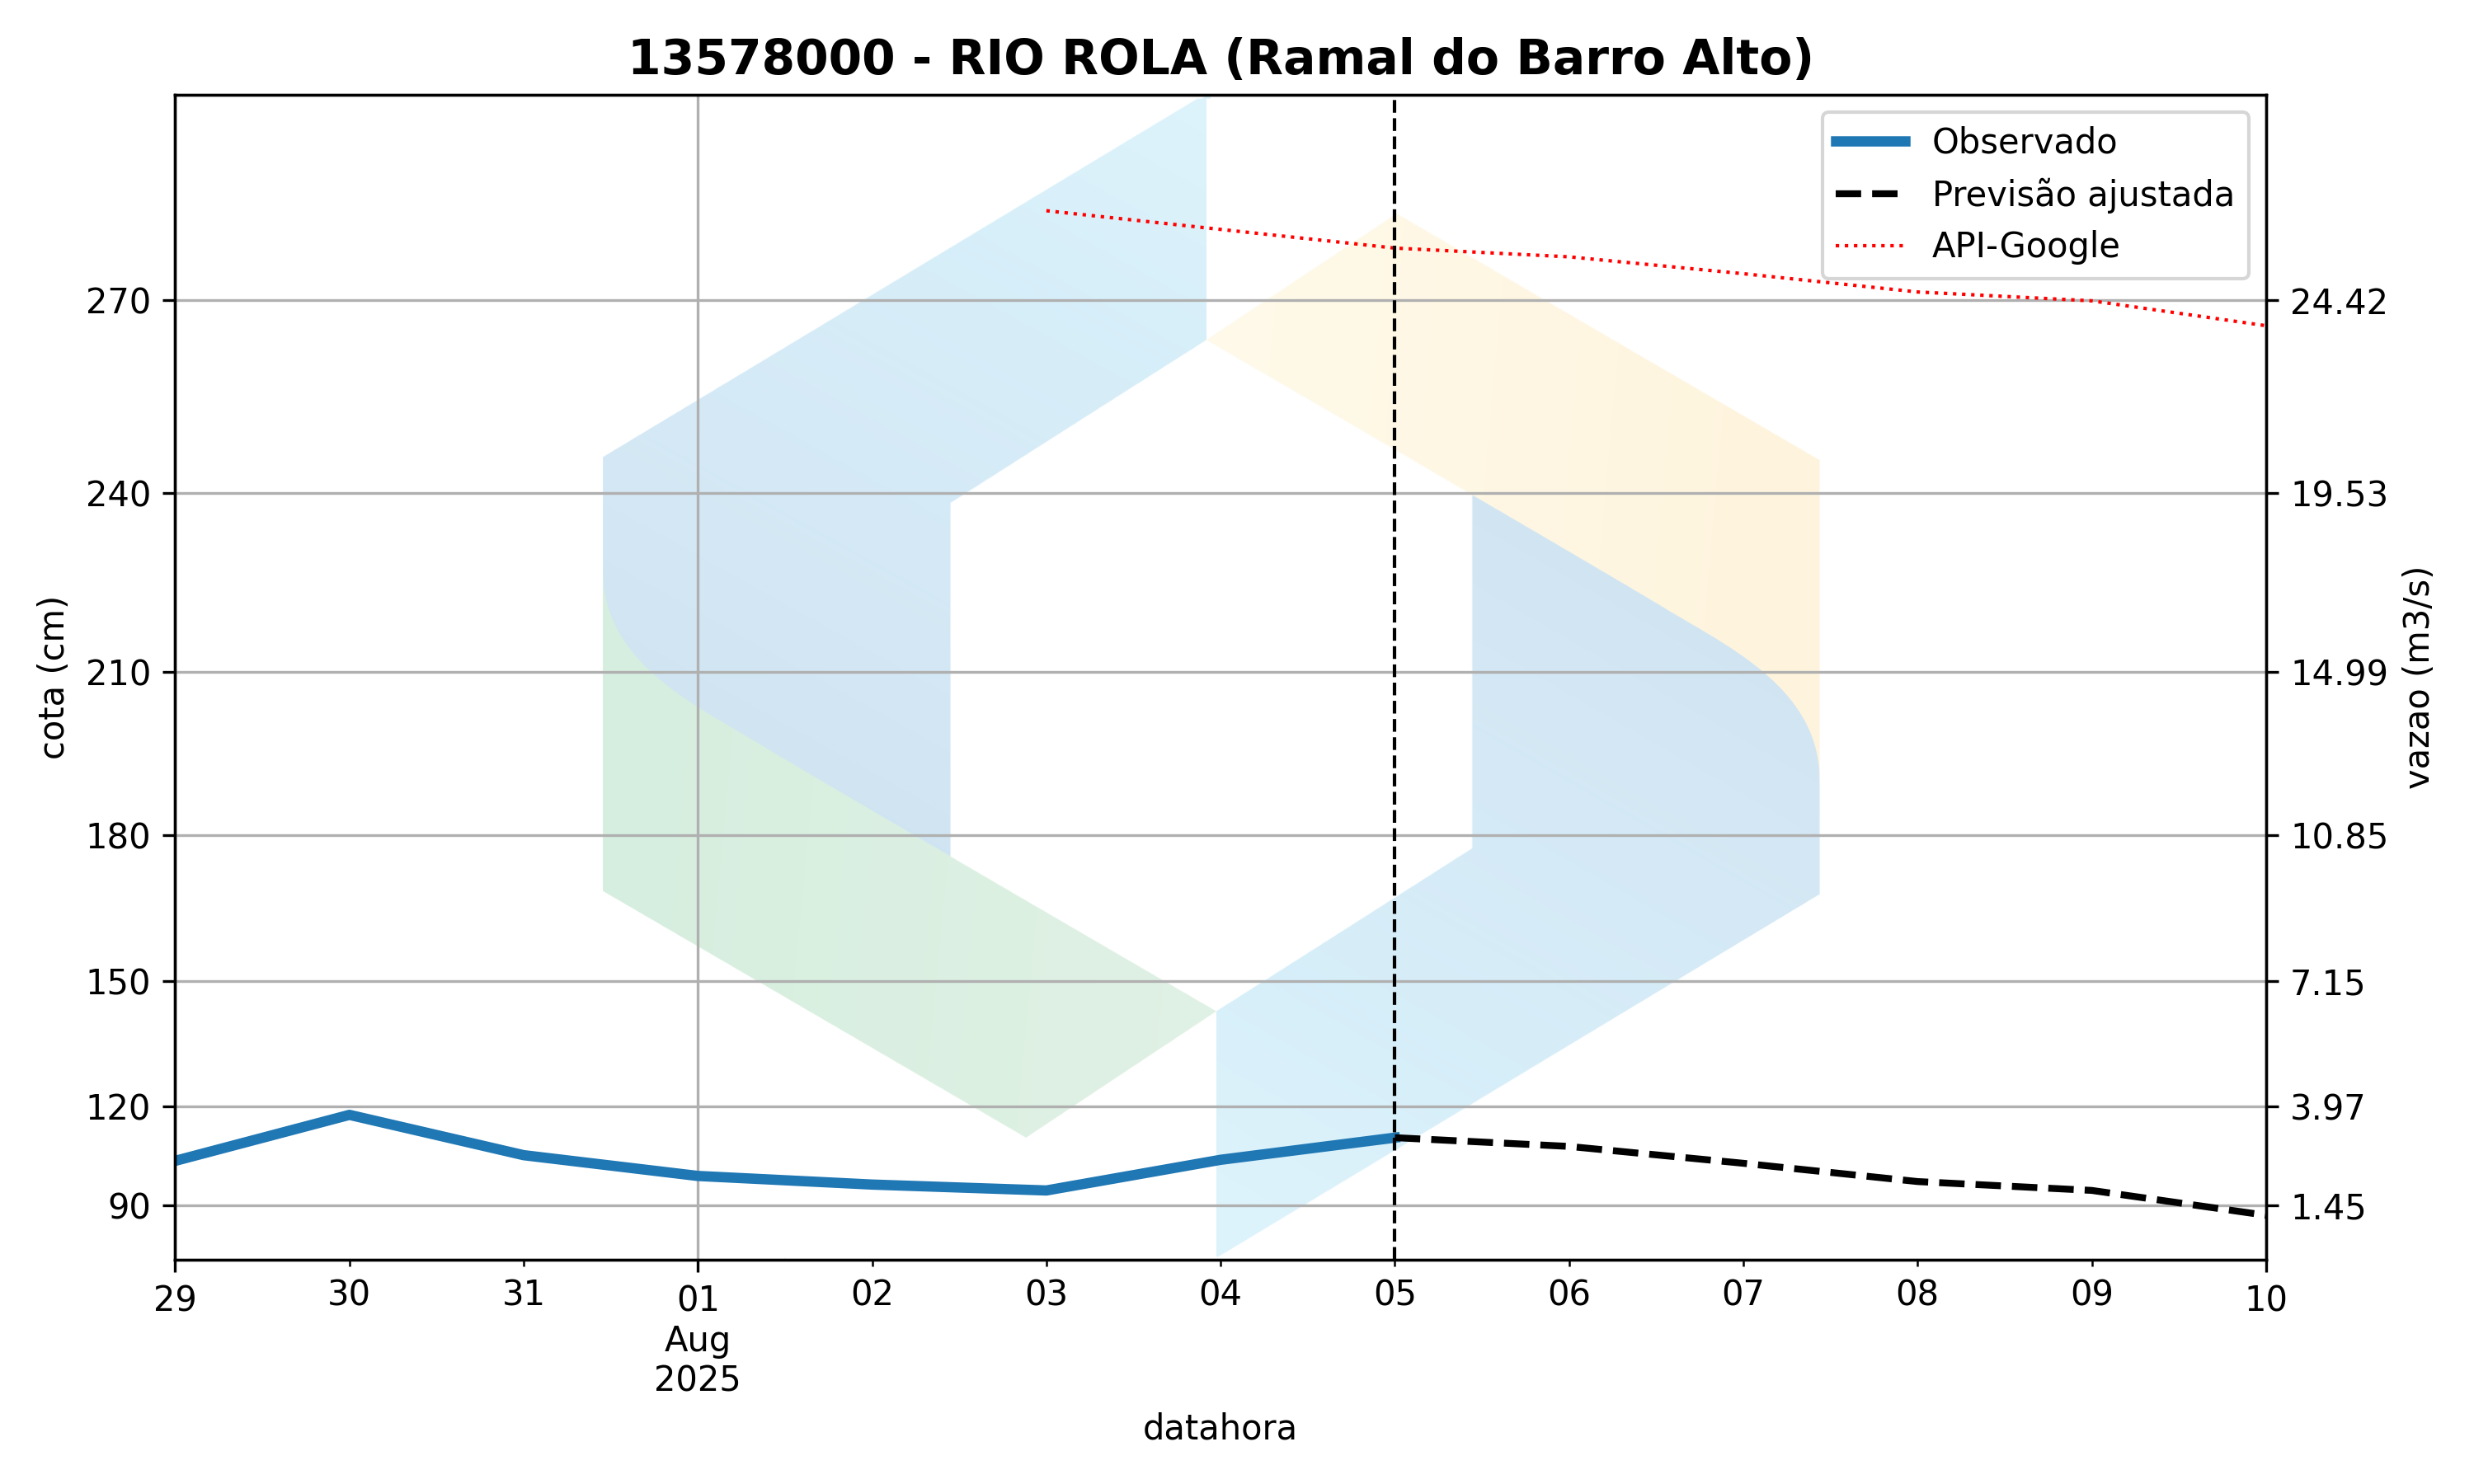 13578000 - RIO ROLA (Ramal do Barro Alto)
Observado
Previsão ajustada
API-Google
270
240
210
180
150
120
90
cota (cm)
24.42
19.53
14.99
10.85
7.15
3.97
1.45
vazao (m3/s)
29 30 31 01 02 03 04 05 06 07 08 09 10
Aug
2025
datahora